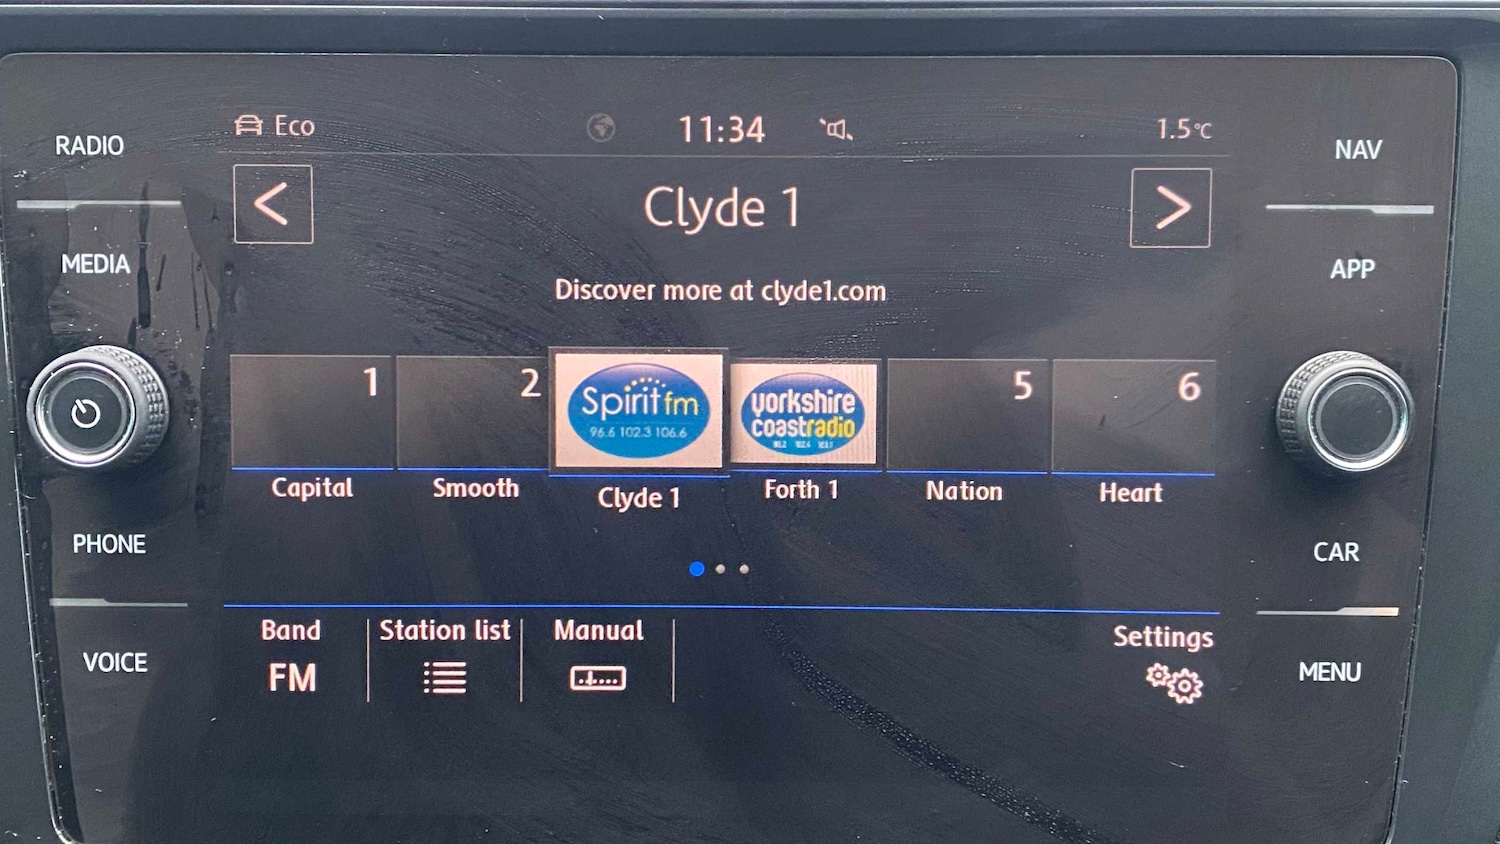 RADIO
MEDIA
PHONE
VOICE
Eco
11:34
1.5°C
<
Clyde 1
>
Discover more at clyde1.com
1
2
Spirit fm
96.6 102.3 106.6
yorkshire
coast radio
5
6
Capital
Smooth
Clyde 1
Forth 1
Nation
Heart
Band
FM
Station list
Manual
Settings
NAV
APP
CAR
MENU